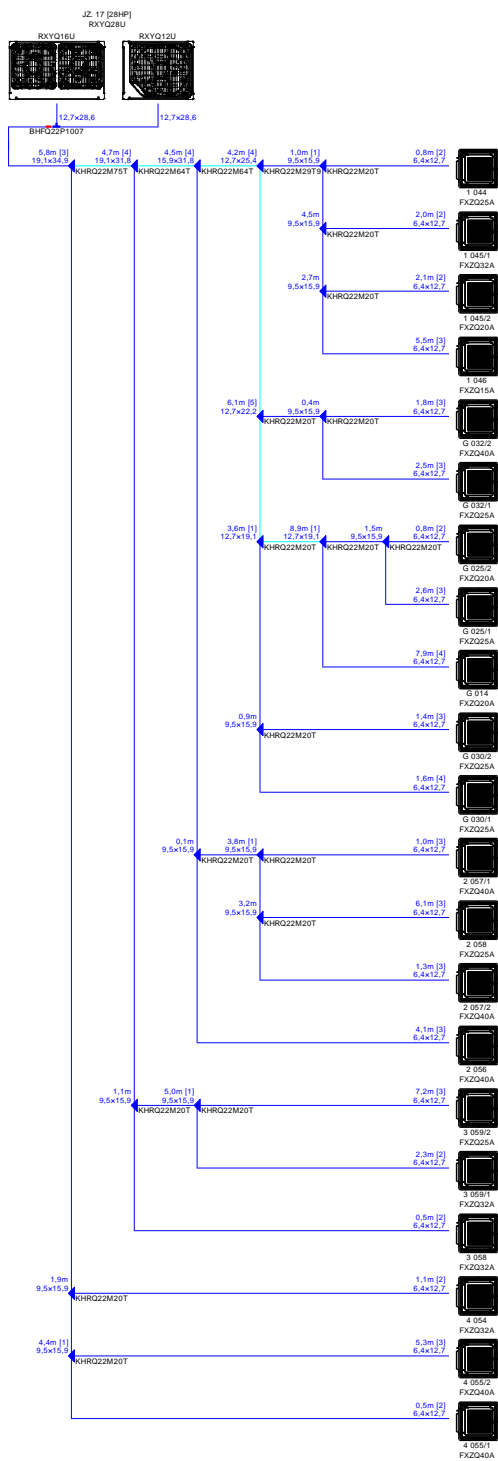 JZ. 17 [28HP]
RXYQ28U
RXYQ16U RXYQ12U
12,7x28,6 12,7x28,6
BHFQ22P1007
5,8m [3] 4,7m [4] 4,5m [4] 4,2m [4] 1,0m [1] 0,8m [2]
19,1x34,9 19,1x31,8 15,9x31,8 12,7x25,4 9,5x15,9 6,4x12,7
KHRQ22M75T KHRQ22M64T KHRQ22M64T KHRQ22M29T9 KHRQ22M20T
1 044
FXZQ25A
4,5m 2,0m [2]
9,5x15,9 6,4x12,7
KHRQ22M20T
1 045/1
FXZQ32A
2,7m 2,1m [2]
9,5x15,9 6,4x12,7
KHRQ22M20T
1 045/2
FXZQ20A
5,5m [3]
6,4x12,7
1 046
FXZQ15A
6,1m [5] 0,4m 1,8m [3]
12,7x22,2 9,5x15,9 6,4x12,7
KHRQ22M20T KHRQ22M20T
G 032/2
FXZQ40A
2,5m [3]
6,4x12,7
G 032/1
FXZQ25A
3,6m [1] 8,9m [1] 1,5m 0,8m [2]
12,7x19,1 12,7x19,1 9,5x15,9 6,4x12,7
KHRQ22M20T KHRQ22M20T KHRQ22M20T
G 025/2
FXZQ20A
2,6m [3]
6,4x12,7
G 025/1
FXZQ25A
7,9m [4]
6,4x12,7
G 014
FXZQ20A
0,9m 1,4m [3]
9,5x15,9 6,4x12,7
KHRQ22M20T
G 030/2
FXZQ25A
1,6m [4]
6,4x12,7
G 030/1
FXZQ25A
0,1m 3,8m [1] 1,0m [3]
9,5x15,9 9,5x15,9 6,4x12,7
KHRQ22M20T KHRQ22M20T
2 057/1
FXZQ40A
3,2m 6,1m [3]
9,5x15,9 6,4x12,7
KHRQ22M20T
2 058
FXZQ25A
1,3m [3]
6,4x12,7
2 057/2
FXZQ40A
4,1m [3]
6,4x12,7
2 056
FXZQ40A
1,1m 5,0m [1] 7,2m [3]
9,5x15,9 9,5x15,9 6,4x12,7
KHRQ22M20T KHRQ22M20T
3 059/2
FXZQ25A
2,3m [2]
6,4x12,7
3 059/1
FXZQ32A
0,5m [2]
6,4x12,7
3 058
FXZQ32A
1,9m 1,1m [2]
9,5x15,9 6,4x12,7
KHRQ22M20T
4 054
FXZQ32A
4,4m [1] 5,3m [3]
9,5x15,9 6,4x12,7
KHRQ22M20T
4 055/2
FXZQ40A
0,5m [2]
6,4x12,7
4 055/1
FXZQ40A